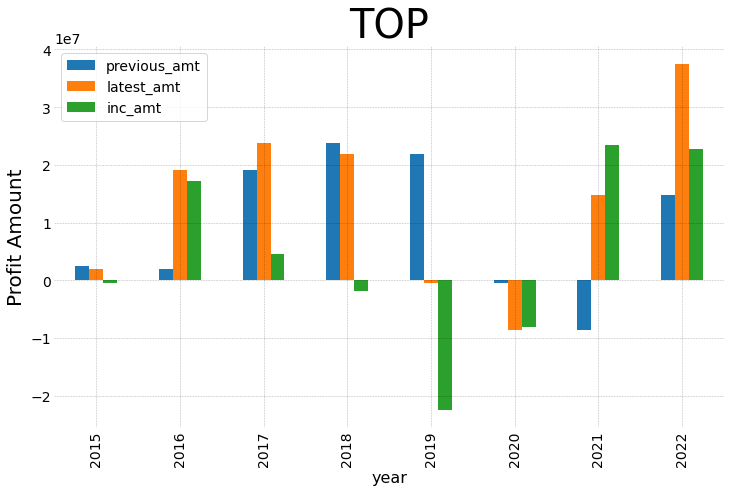 TOP
1e7
previous_amt
latest_amt
inc_amt
4
3
2
1
0
−1
−2
Profit Amount
2015
2016
2017
2018
2019
2020
2021
2022
year